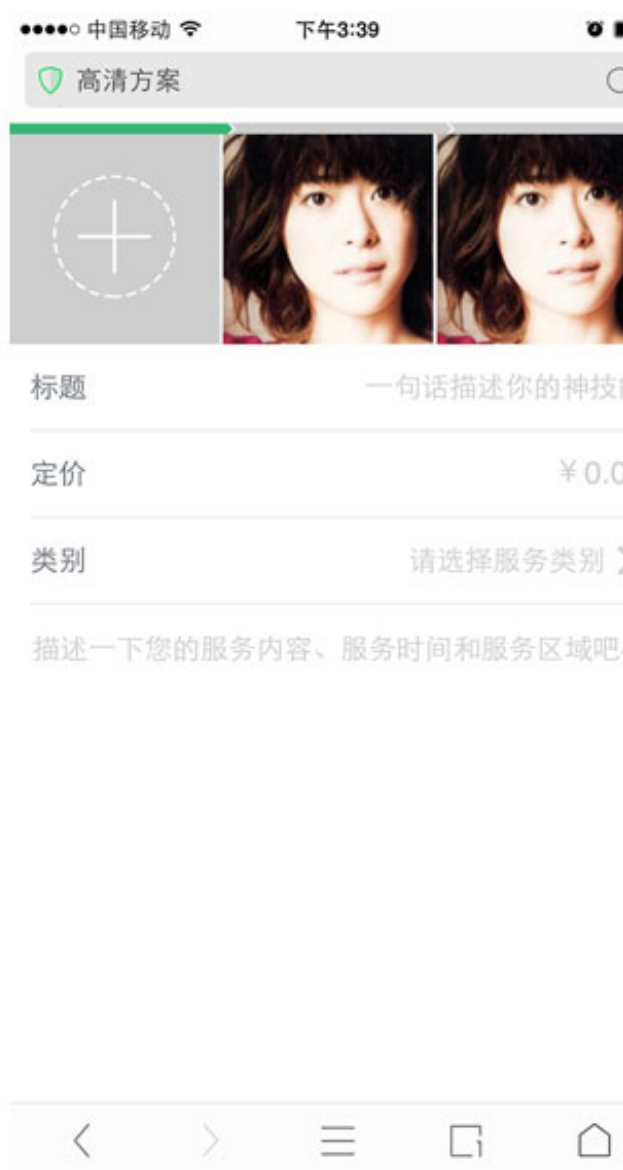 中国移动 下午3:39
高清方案
标题 一句话描述你的神技能
定价 ¥0.0
类别 请选择服务类别
描述一下您的服务内容、服务时间和服务区域吧
1